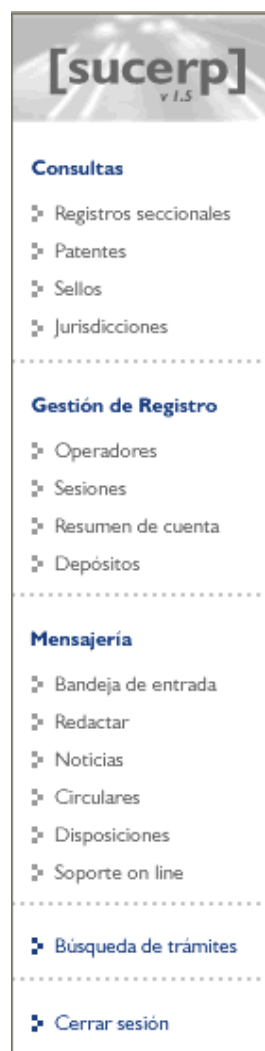 [sucerp]
v 1.5
Consultas
Registros seccionales
Patentes
Sellos
Jurisdicciones
Gestión de Registro
Operadores
Sesiones
Resumen de cuenta
Depósitos
Mensajería
Bandeja de entrada
Redactar
Noticias
Circulares
Disposiciones
Soporte on line
Búsqueda de trámites
Cerrar sesión